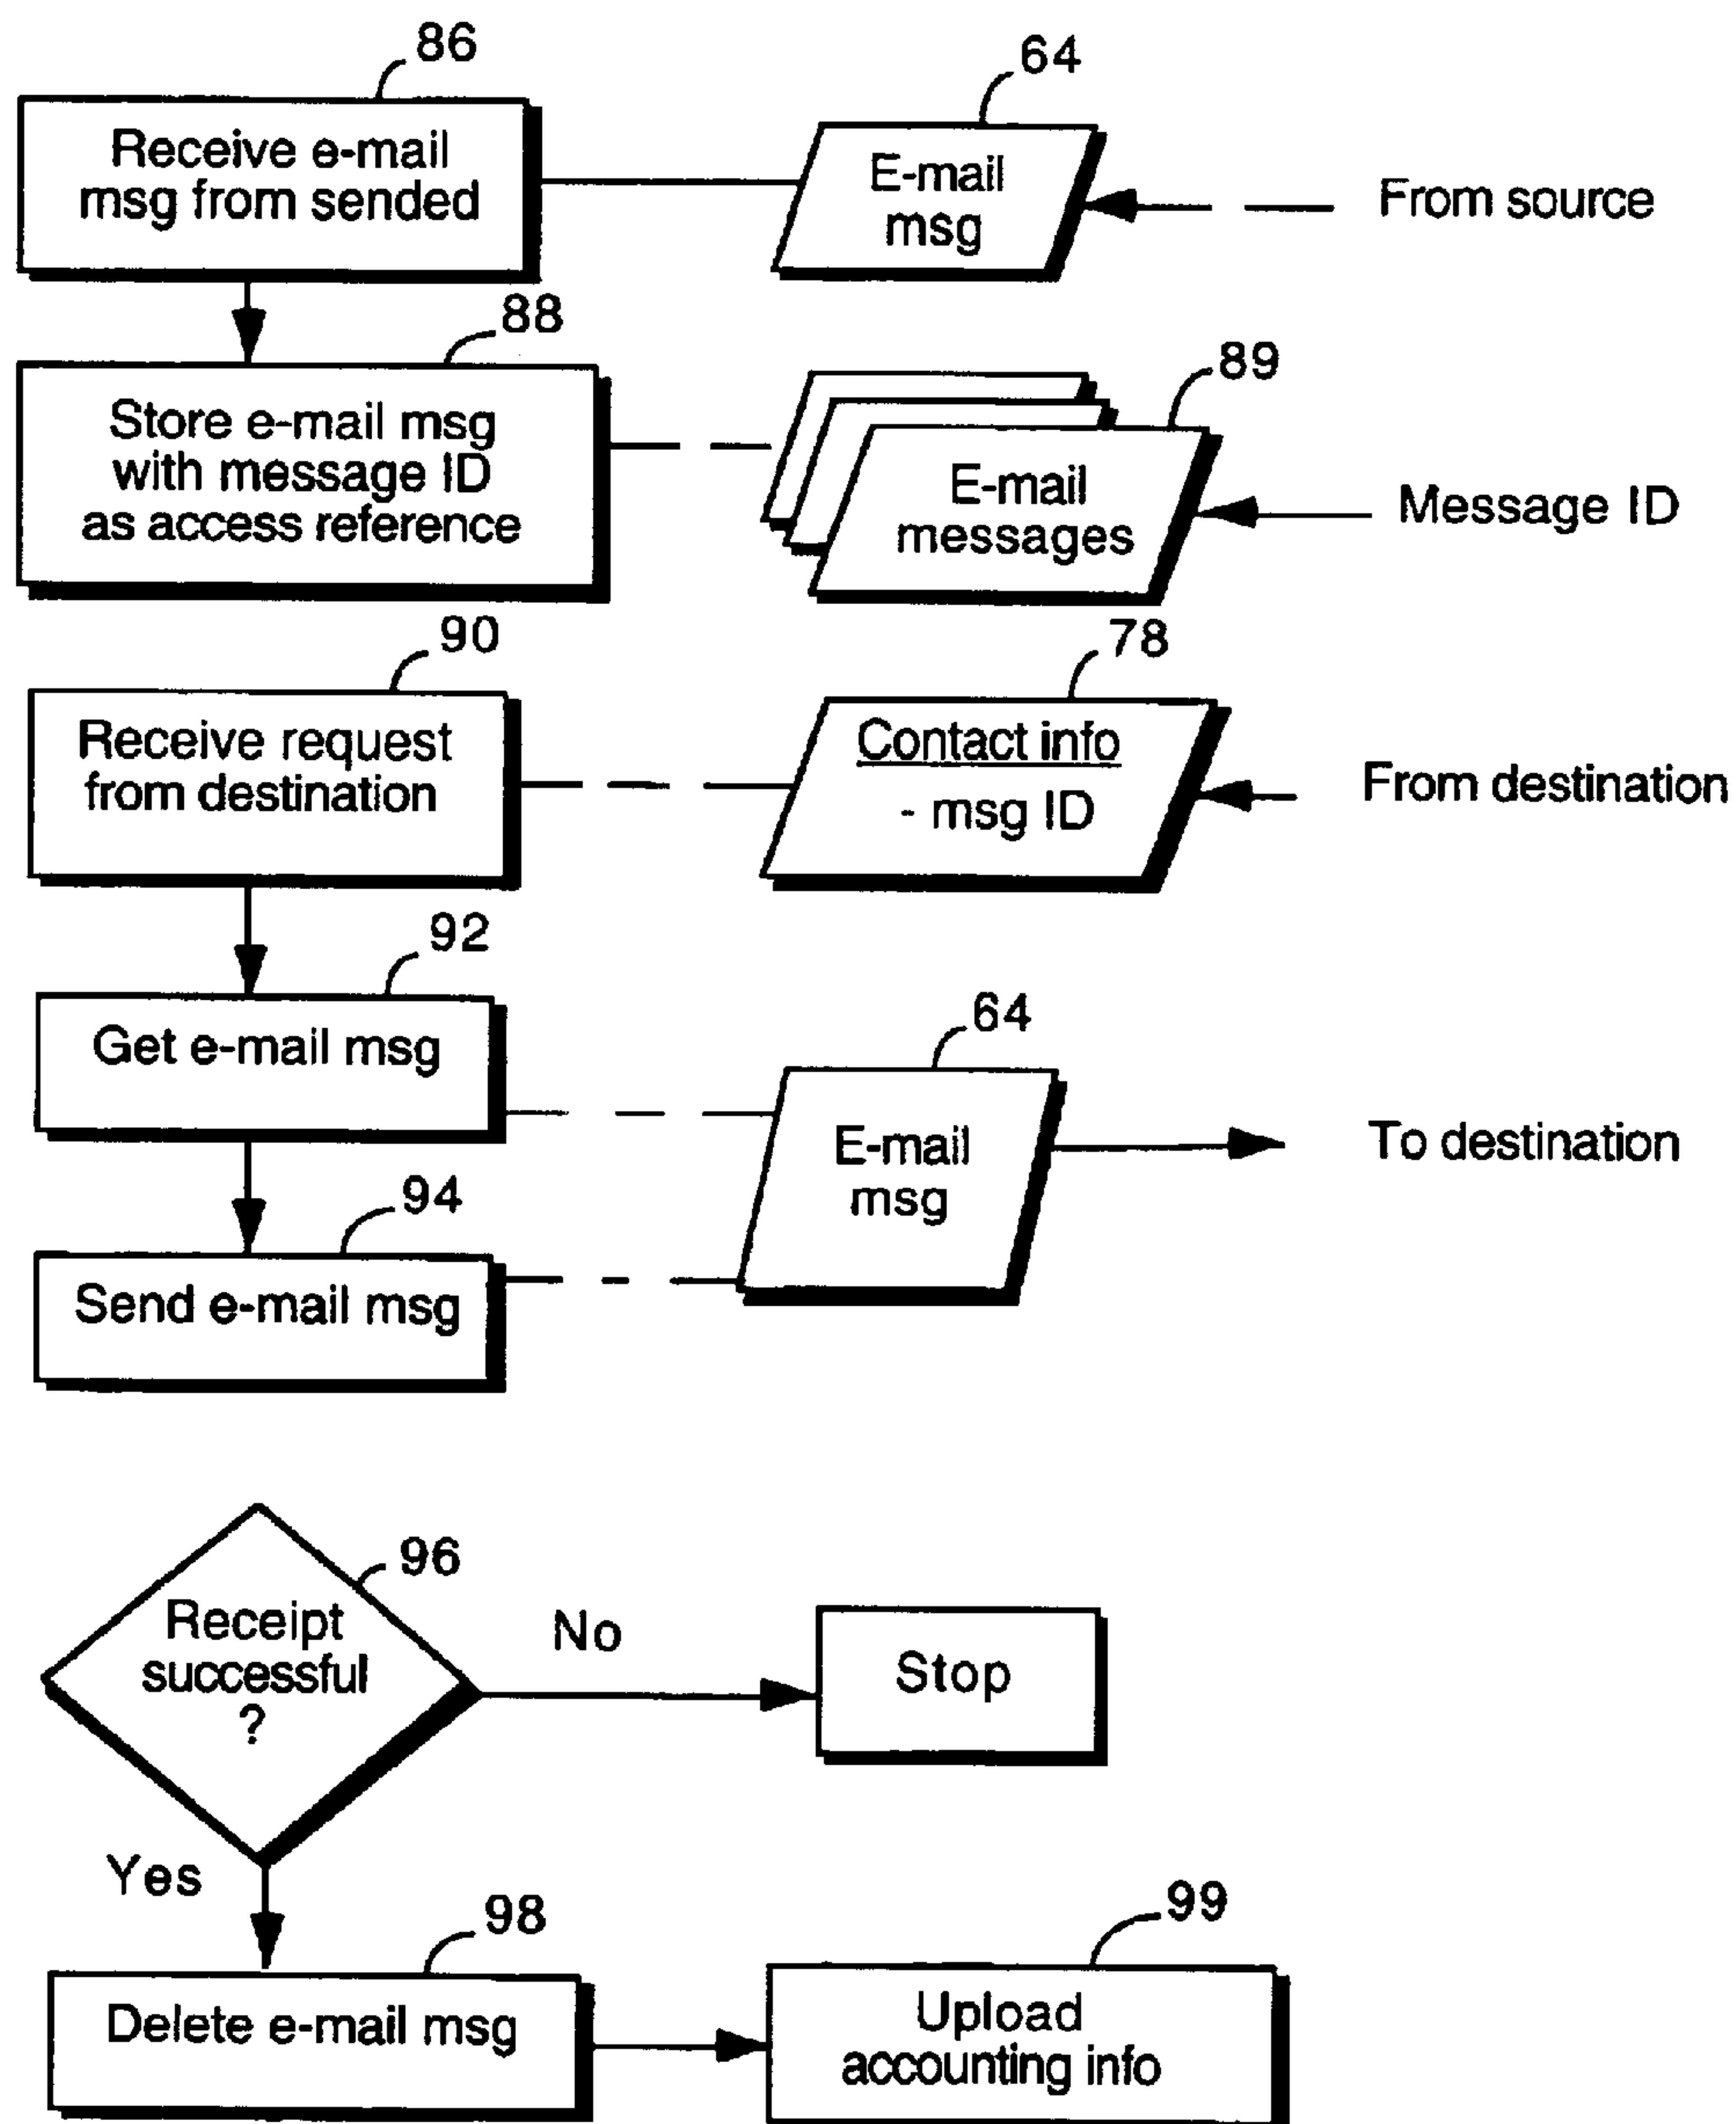 86
Receive e-mail
msg from sended
64
E-mail
msg
From source
88
Store e-mail msg
with message ID
as access reference
89
E-mail
messages
Message ID
90
Receive request
from destination
78
Contact info
- msg ID
From destination
92
Get e-mail msg
64
E-mail
msg
To destination
94
Send e-mail msg
96
Receipt
successful
?
No
Stop
Yes
98
Delete e-mail msg
99
Upload
accounting info